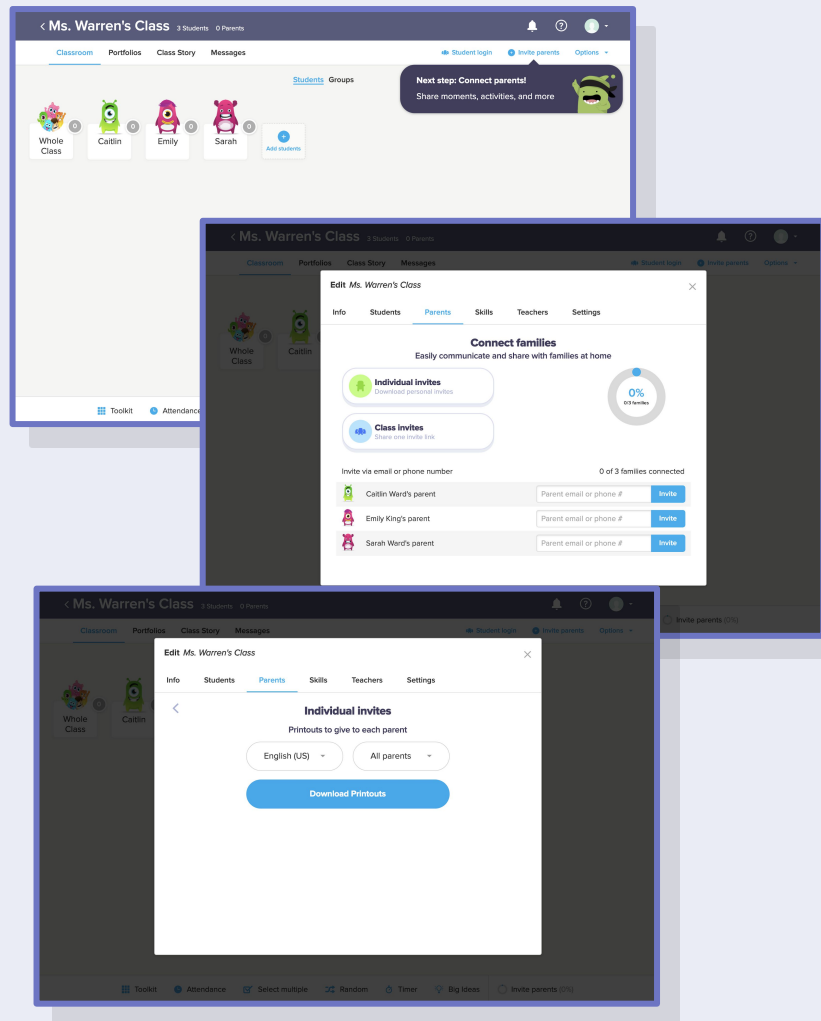 < Ms. Warren's Class 3 Students 0 Parents
Classroom Portfolios Class Story Messages
Student login Invite parents Options
Students Groups
Next step: Connect parents!
Share moments, activities, and more
0 0 0 0
Whole Class
Caitlin
Emily
Sarah
Add students
Toolkit Attendance
< Ms. Warren's Class 3 Students 0 Parents
Classroom Portfolios Class Story Messages
Student login Invite parents Options
Whole Class
Caitlin
Edit Ms. Warren's Class
Info Students Parents Skills Teachers Settings
Connect families
Easily communicate and share with families at home
Individual invites
Download personal invites
Class invites
Share one invite link
0%
0/3 families
Invite via email or phone number
0 of 3 families connected
Caitlin Ward's parent Parent email or phone # Invite
Emily King's parent Parent email or phone # Invite
Sarah Ward's parent Parent email or phone # Invite
Invite parents (0%)
< Ms. Warren's Class 3 Students 0 Parents
Classroom Portfolios Class Story Messages
Student login Invite parents Options
Whole Class
Caitlin
Edit Ms. Warren's Class
Info Students Parents Skills Teachers Settings
Individual invites
Printouts to give to each parent
English (US) All parents
Download Printouts
Toolkit Attendance Select multiple Random Timer Big Ideas Invite parents (0%)